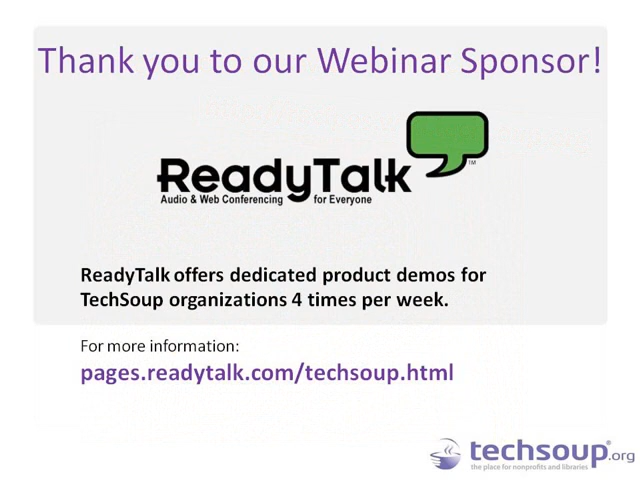 Thank you to our Webinar Sponsor!
ReadyTalk™
Audio & Web Conferencing for Everyone
ReadyTalk offers dedicated product demos for
TechSoup organizations 4 times per week.
For more information:
pages.readytalk.com/techsoup.html
techsoup®.org
the place for nonprofits and libraries